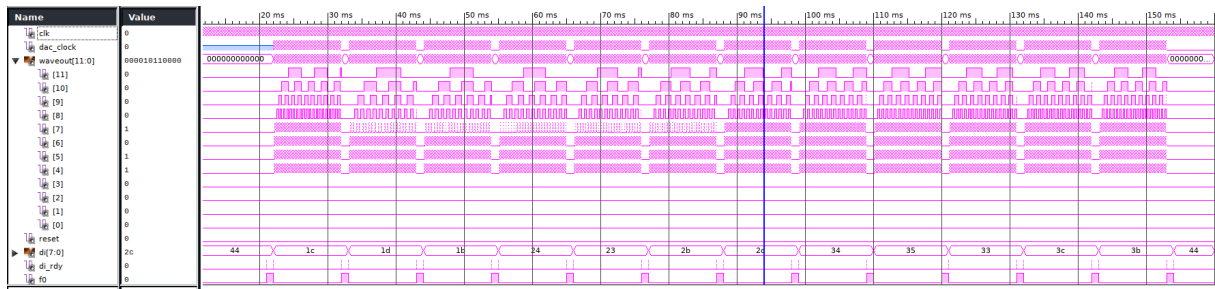 Name Value 20 ms 30 ms 40 ms 50 ms 60 ms 70 ms 80 ms 90 ms 100 ms 110 ms 120 ms 130 ms 140 ms 150 ms
clk 0
dac_clock 0
waveout[11:0] 000010110000 000000000000 0000000...
[11] 0
[10] 0
[9] 0
[8] 0
[7] 1
[6] 0
[5] 1
[4] 1
[3] 0
[2] 0
[1] 0
[0] 0
reset 0
di[7:0] 2c 44 1c 1d 1b 24 23 2b 2c 34 35 33 3c 3b 44
di_rdy 0
f0 0